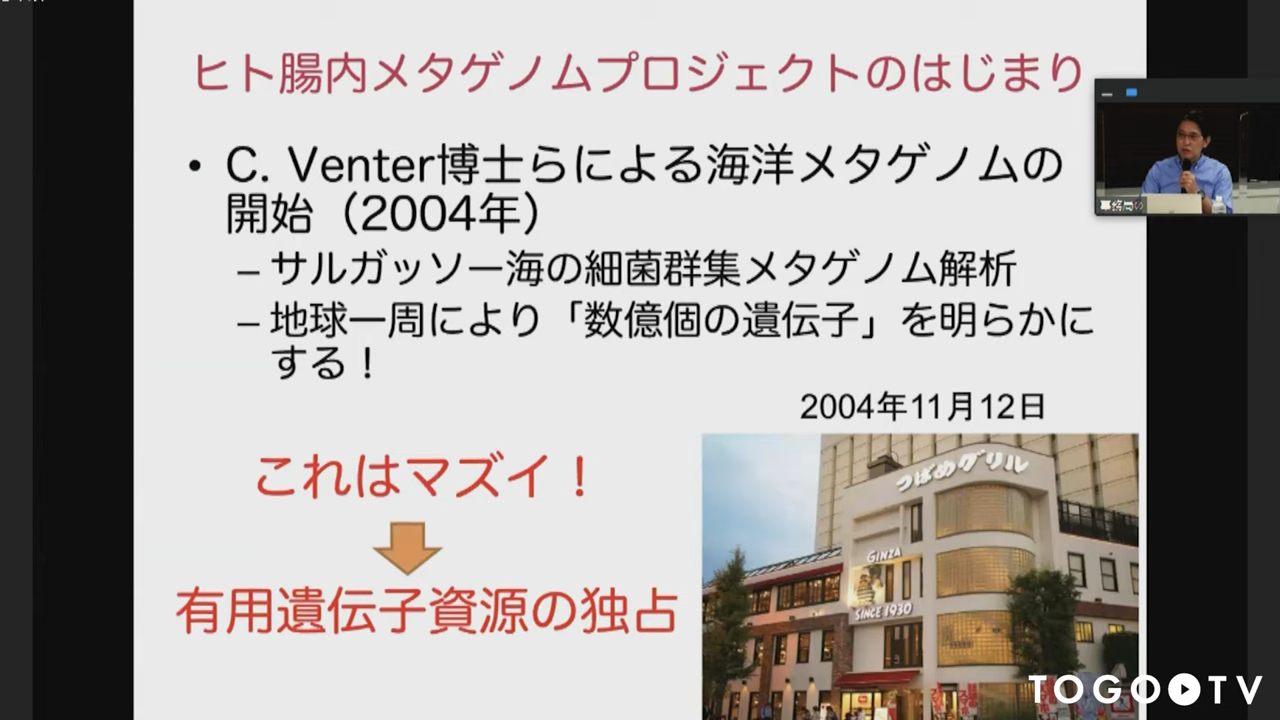 ヒト腸内メタゲノムプロジェクトのはじまり
• C. Venter博士らによる海洋メタゲノムの
開始（2004年）
– サルガッソー海の細菌群集メタゲノム解析
– 地球一周により「数億個の遺伝子」を明らかに
する！
2004年11月12日
これはマズイ！
有用遺伝子資源の独占
つばめグリル
GINZA
SINCE 1930
事務局
TOGO TV